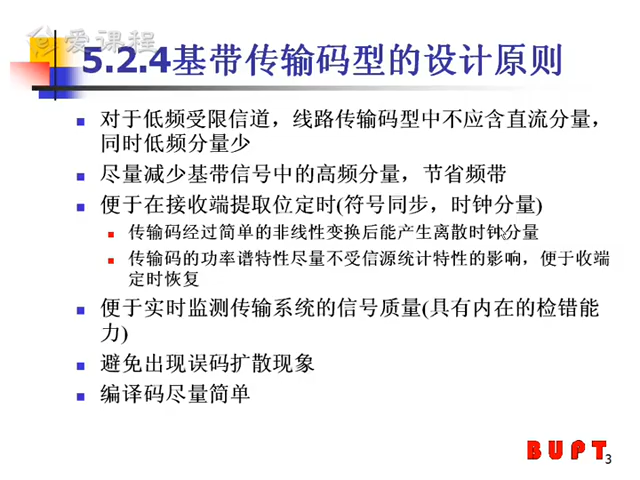 爱课程
5.2.4基带传输码型的设计原则
对于低频受限信道，线路传输码型中不应含直流分量，
同时低频分量少
尽量减少基带信号中的高频分量，节省频带
便于在接收端提取位定时(符号同步，时钟分量)
传输码经过简单的非线性变换后能产生离散时钟分量
传输码的功率谱特性尽量不受信源统计特性的影响，便于收端
定时恢复
便于实时监测传输系统的信号质量(具有内在的检错能
力)
避免出现误码扩散现象
编译码尽量简单
BUPT
3